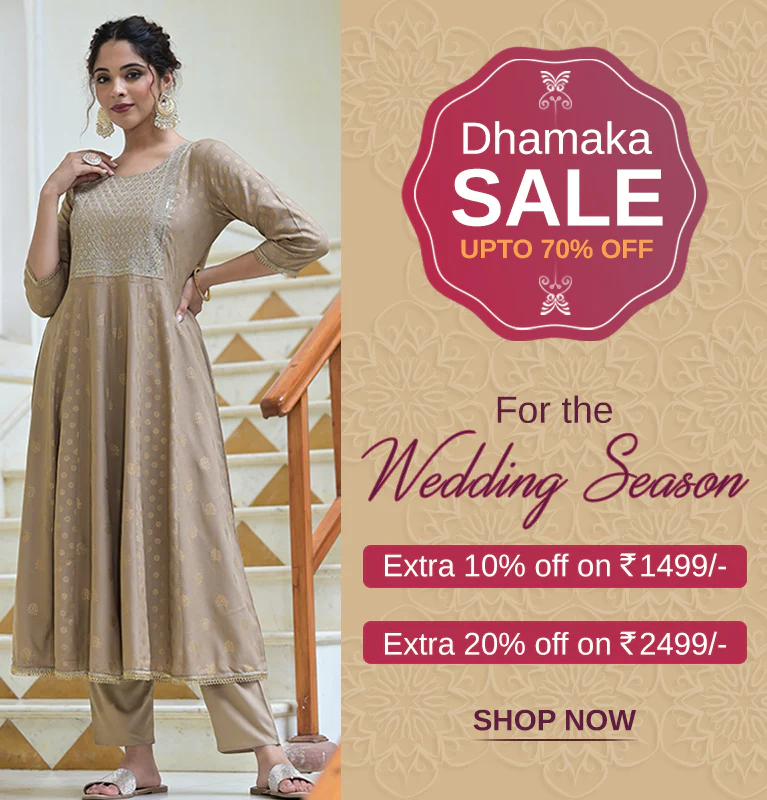 Dhamaka
SALE
UPTO 70% OFF
For the
Wedding Season
Extra 10% off on ₹1499/-
Extra 20% off on ₹2499/-
SHOP NOW